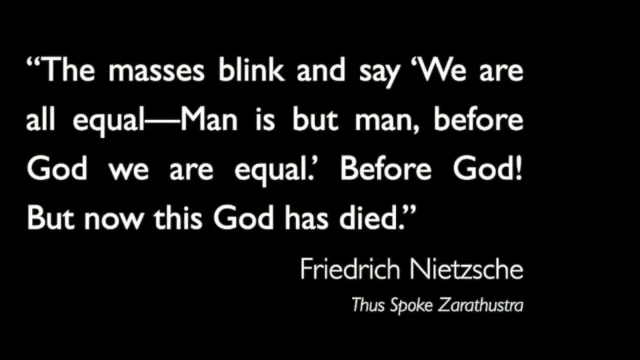 “The masses blink and say ‘We are
all equal—Man is but man, before
God we are equal.’ Before God!
But now this God has died.”
Friedrich Nietzsche
Thus Spoke Zarathustra